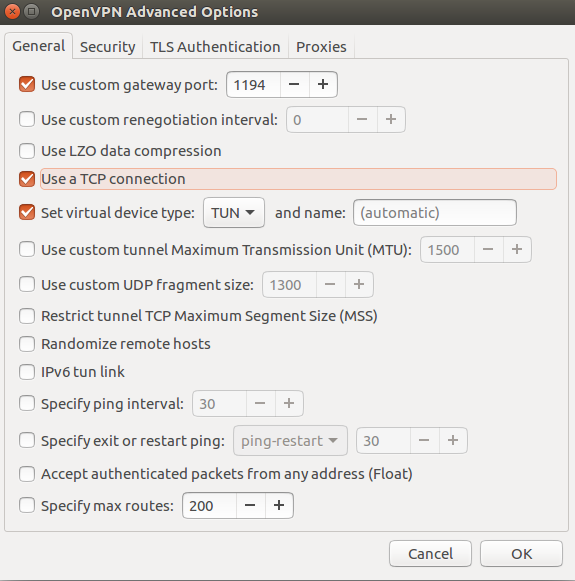 OpenVPN Advanced Options
General Security TLS Authentication Proxies
Use custom gateway port: 1194 − +
Use custom renegotiation interval: 0 − +
Use LZO data compression
Use a TCP connection
Set virtual device type: TUN and name: (automatic)
Use custom tunnel Maximum Transmission Unit (MTU): 1500 − +
Use custom UDP fragment size: 1300 − +
Restrict tunnel TCP Maximum Segment Size (MSS)
Randomize remote hosts
IPv6 tun link
Specify ping interval: 30 − +
Specify exit or restart ping: ping-restart 30 − +
Accept authenticated packets from any address (Float)
Specify max routes: 200 − +
Cancel OK